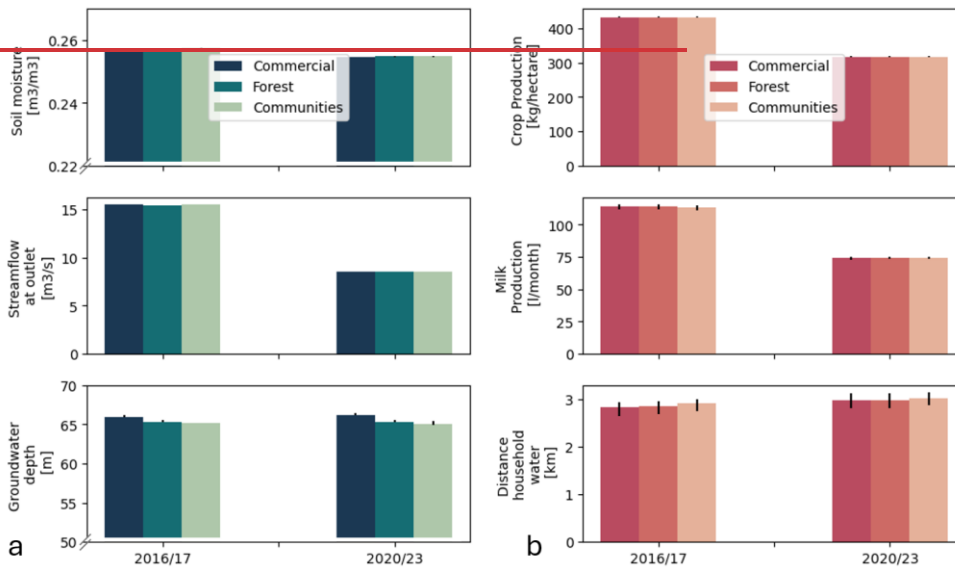 Soil moisture
[m3/m3]
0.26
0.24
0.22
Commercial
Forest
Communities
Streamflow
at outlet
[m3/s]
15
10
5
0
Groundwater
depth
[m]
70
65
60
55
50
2016/17
2020/23
a
Crop Production
[kg/hectare]
400
300
200
100
0
Commercial
Forest
Communities
Milk
Production
[l/month]
100
75
50
25
0
Distance
household
water
[km]
3
2
1
0
2016/17
2020/23
b